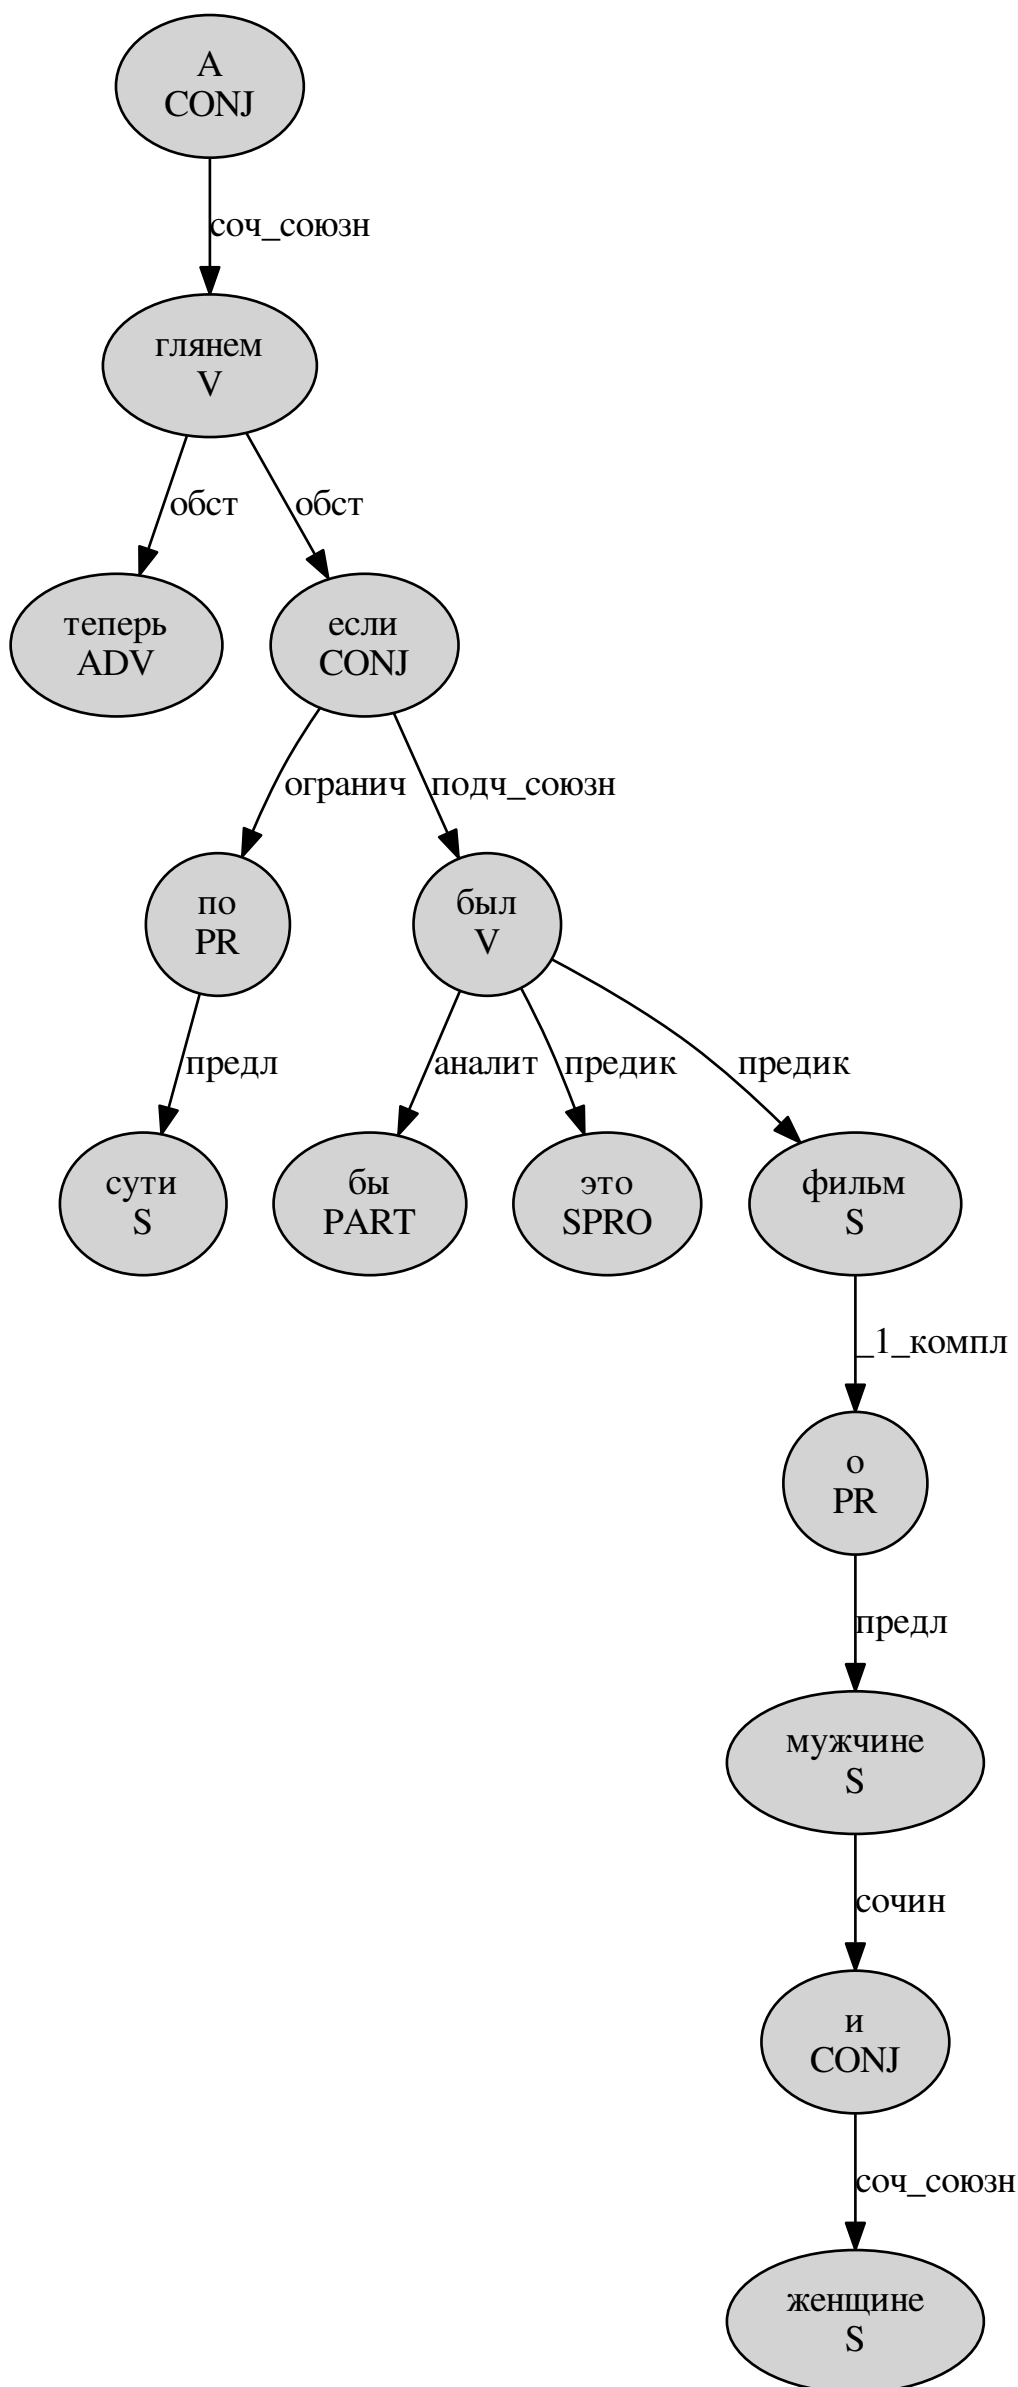 А
CONJ
соч_союзн
глянем
V
обст
обст
теперь
ADV
если
CONJ
огранич
подч_союзн
по
PR
был
V
предл
аналит
предик
предик
сути
S
бы
PART
это
SPRO
фильм
S
_1_компл
о
PR
предл
мужчине
S
сочин
и
CONJ
соч_союзн
женщине
S